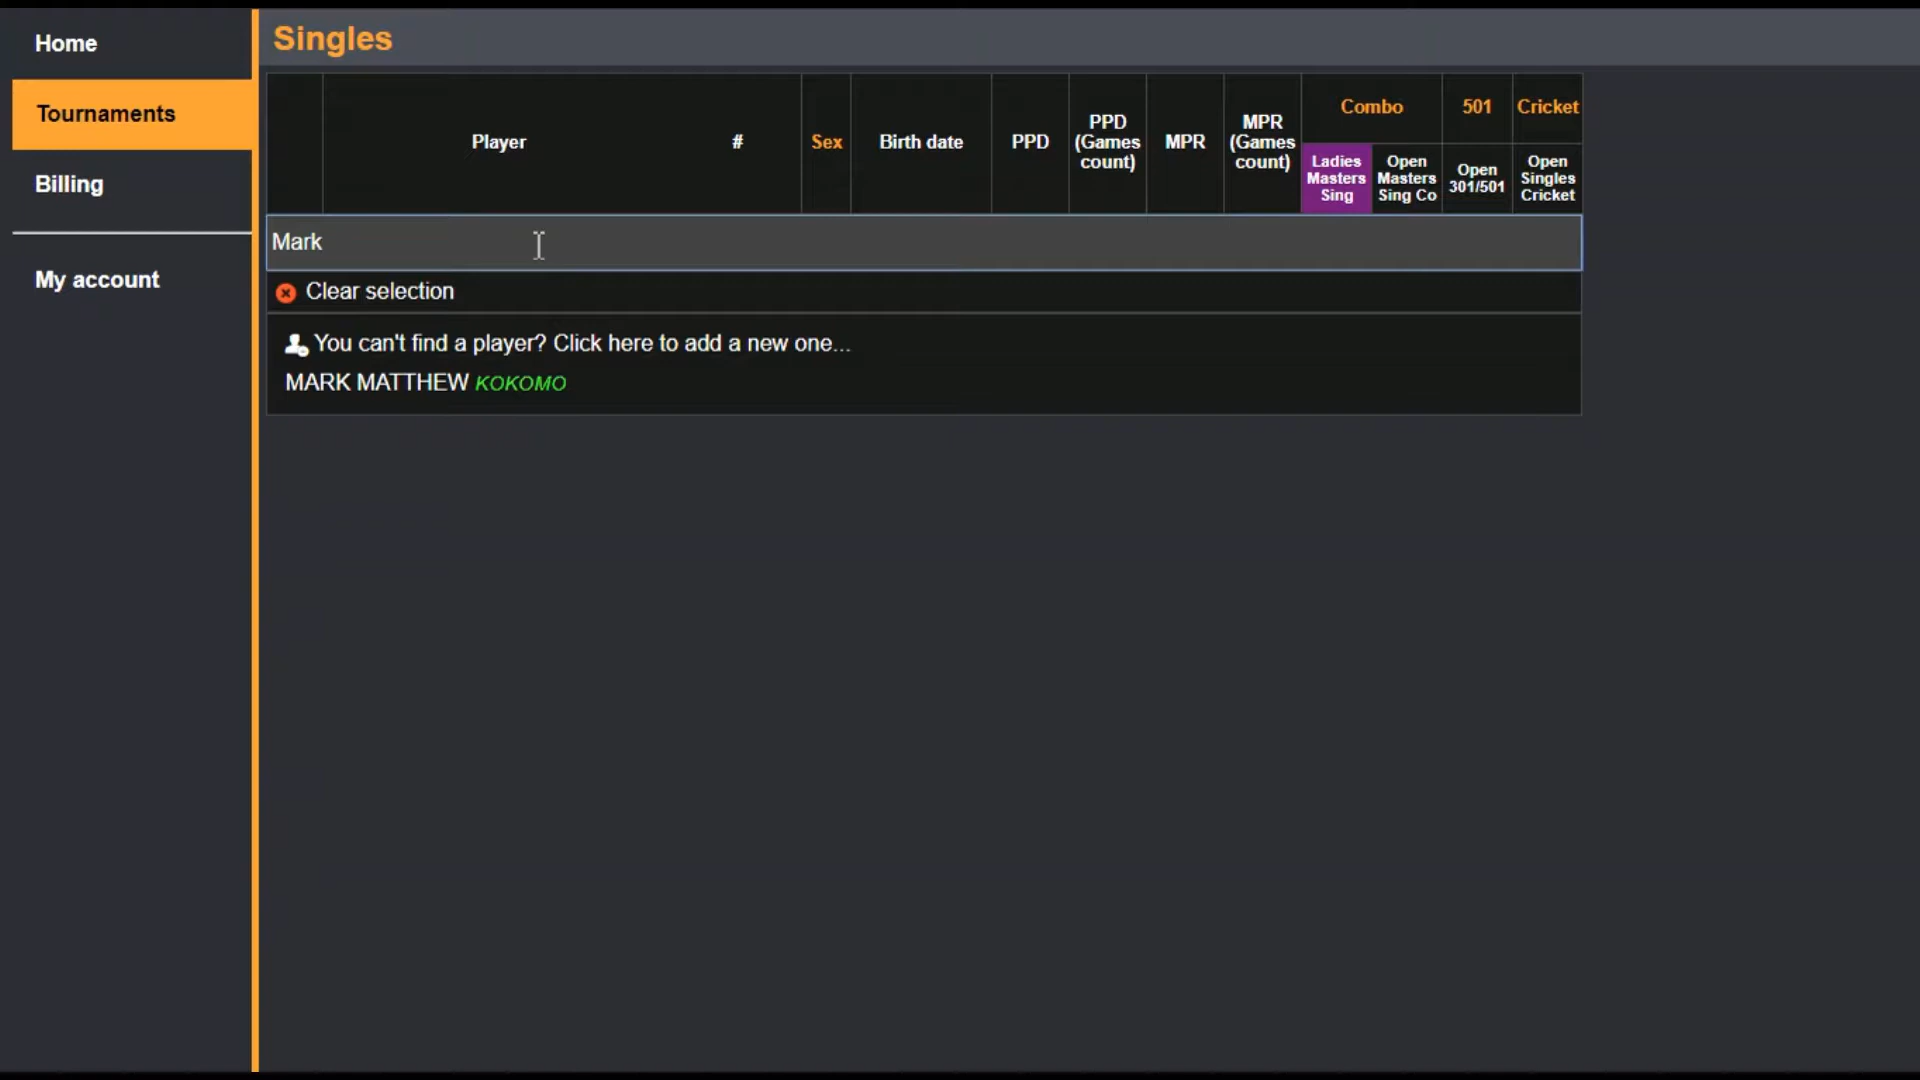 Home
Tournaments
Billing
My account
Singles
Player
#
Sex
Birth date
PPD
PPD
(Games
count)
MPR
MPR
(Games
count)
Combo
501
Cricket
Ladies
Masters
Sing
Open
Masters
Sing Co
Open
301/501
Open
Singles
Cricket
Mark
Clear selection
You can't find a player? Click here to add a new one...
MARK MATTHEW KOKOMO